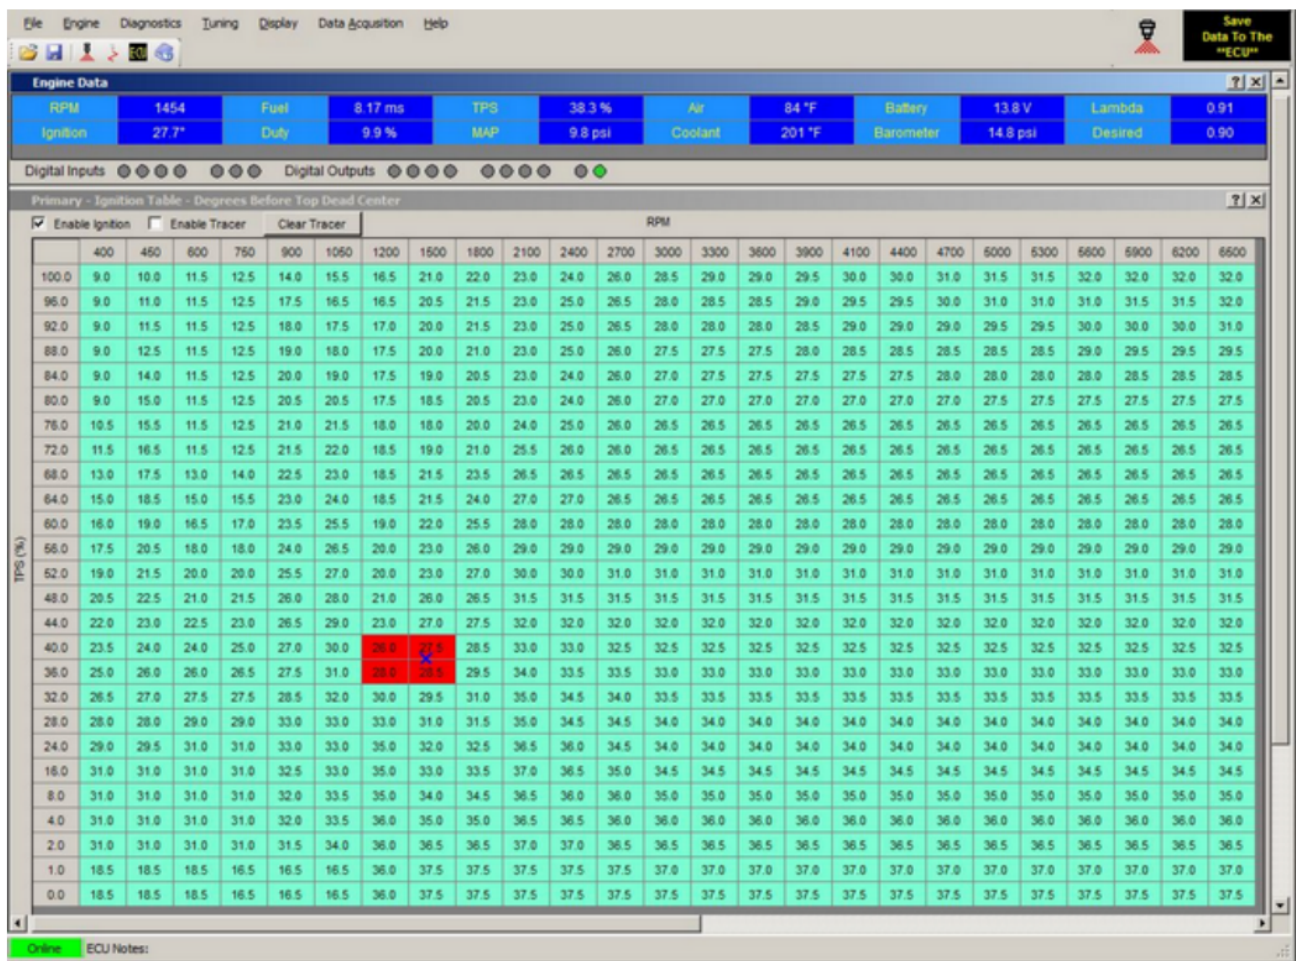 File Engine Diagnostics Tuning Display Data Acqusition Help
Save
Data To The
**ECU**
ECU
Engine Data
RPM 1454 Fuel 8.17 ms TPS 38.3 % Air 84 °F Battery 13.8 V Lambda 0.91
Ignition 27.7° Duty 9.9 % MAP 9.8 psi Coolant 201 °F Barometer 14.8 psi Desired 0.90
Digital Inputs Digital Outputs
Primary - Ignition Table - Degrees Before Top Dead Center
Enable Ignition Enable Tracer Clear Tracer RPM
400 450 600 750 900 1050 1200 1500 1800 2100 2400 2700 3000 3300 3600 3900 4100 4400 4700 5000 5300 5600 5900 6200 6500
100.0 9.0 10.0 11.5 12.5 14.0 15.5 16.5 21.0 22.0 23.0 24.0 26.0 28.5 29.0 29.0 29.5 30.0 30.0 31.0 31.5 31.5 32.0 32.0 32.0 32.0
96.0 9.0 11.0 11.5 12.5 17.5 16.5 16.5 20.5 21.5 23.0 25.0 26.5 28.0 28.5 28.5 29.0 29.5 29.5 30.0 31.0 31.0 31.0 31.5 31.5 32.0
92.0 9.0 11.5 11.5 12.5 18.0 17.5 17.0 20.0 21.5 23.0 25.0 26.5 28.0 28.0 28.0 28.5 29.0 29.0 29.0 29.5 29.5 30.0 30.0 30.0 31.0
88.0 9.0 12.5 11.5 12.5 19.0 18.0 17.5 20.0 21.0 23.0 25.0 26.0 27.5 27.5 27.5 28.0 28.5 28.5 28.5 28.5 28.5 29.0 29.5 29.5 29.5
84.0 9.0 14.0 11.5 12.5 20.0 19.0 17.5 19.0 20.5 23.0 24.0 26.0 27.0 27.5 27.5 27.5 27.5 27.5 28.0 28.0 28.0 28.0 28.5 28.5 28.5
80.0 9.0 15.0 11.5 12.5 20.5 20.5 17.5 18.5 20.5 23.0 24.0 26.0 27.0 27.0 27.0 27.0 27.0 27.0 27.0 27.5 27.5 27.5 27.5 27.5 27.5
76.0 10.5 15.5 11.5 12.5 21.0 21.5 18.0 18.0 20.0 24.0 25.0 26.0 26.5 26.5 26.5 26.5 26.5 26.5 26.5 26.5 26.5 26.5 26.5 26.5 26.5
72.0 11.5 16.5 11.5 12.5 21.5 22.0 18.5 19.0 21.0 25.5 26.0 26.0 26.5 26.5 26.5 26.5 26.5 26.5 26.5 26.5 26.5 26.5 26.5 26.5 26.5
68.0 13.0 17.5 13.0 14.0 22.5 23.0 18.5 21.5 23.5 26.5 26.5 26.5 26.5 26.5 26.5 26.5 26.5 26.5 26.5 26.5 26.5 26.5 26.5 26.5 26.5
64.0 15.0 18.5 15.0 15.5 23.0 24.0 18.5 21.5 24.0 27.0 27.0 26.5 26.5 26.5 26.5 26.5 26.5 26.5 26.5 26.5 26.5 26.5 26.5 26.5 26.5
60.0 16.0 19.0 16.5 17.0 23.5 25.5 19.0 22.0 25.5 28.0 28.0 28.0 28.0 28.0 28.0 28.0 28.0 28.0 28.0 28.0 28.0 28.0 28.0 28.0 28.0
TPS (%)
56.0 17.5 20.5 18.0 18.0 24.0 26.5 20.0 23.0 26.0 29.0 29.0 29.0 29.0 29.0 29.0 29.0 29.0 29.0 29.0 29.0 29.0 29.0 29.0 29.0 29.0
52.0 19.0 21.5 20.0 20.0 25.5 27.0 20.0 23.0 27.0 30.0 30.0 31.0 31.0 31.0 31.0 31.0 31.0 31.0 31.0 31.0 31.0 31.0 31.0 31.0 31.0
48.0 20.5 22.5 21.0 21.5 26.0 28.0 21.0 26.0 26.5 31.5 31.5 31.5 31.5 31.5 31.5 31.5 31.5 31.5 31.5 31.5 31.5 31.5 31.5 31.5 31.5
44.0 22.0 23.0 22.5 23.0 26.5 29.0 23.0 27.0 27.5 32.0 32.0 32.0 32.0 32.0 32.0 32.0 32.0 32.0 32.0 32.0 32.0 32.0 32.0 32.0 32.0
40.0 23.5 24.0 24.0 25.0 27.0 30.0 26.0 27.5 28.5 33.0 33.0 32.5 32.5 32.5 32.5 32.5 32.5 32.5 32.5 32.5 32.5 32.5 32.5 32.5 32.5
36.0 25.0 26.0 26.0 26.5 27.5 31.0 28.0 28.5 29.5 34.0 33.5 33.5 33.0 33.0 33.0 33.0 33.0 33.0 33.0 33.0 33.0 33.0 33.0 33.0 33.0
32.0 26.5 27.0 27.5 27.5 28.5 32.0 30.0 29.5 31.0 35.0 34.5 34.0 33.5 33.5 33.5 33.5 33.5 33.5 33.5 33.5 33.5 33.5 33.5 33.5 33.5
28.0 28.0 28.0 29.0 29.0 33.0 33.0 33.0 31.0 31.5 35.0 34.5 34.5 34.0 34.0 34.0 34.0 34.0 34.0 34.0 34.0 34.0 34.0 34.0 34.0 34.0
24.0 29.0 29.5 31.0 31.0 33.0 33.0 35.0 32.0 32.5 36.5 36.0 34.5 34.0 34.0 34.0 34.0 34.0 34.0 34.0 34.0 34.0 34.0 34.0 34.0 34.0
16.0 31.0 31.0 31.0 31.0 32.5 33.0 35.0 33.0 33.5 37.0 36.5 35.0 34.5 34.5 34.5 34.5 34.5 34.5 34.5 34.5 34.5 34.5 34.5 34.5 34.5
8.0 31.0 31.0 31.0 31.0 32.0 33.5 35.0 34.0 34.5 36.5 36.0 36.0 35.0 35.0 35.0 35.0 35.0 35.0 35.0 35.0 35.0 35.0 35.0 35.0 35.0
4.0 31.0 31.0 31.0 31.0 32.0 33.5 36.0 35.0 35.0 36.5 36.5 36.0 36.0 36.0 36.0 36.0 36.0 36.0 36.0 36.0 36.0 36.0 36.0 36.0 36.0
2.0 31.0 31.0 31.0 31.0 31.5 34.0 36.0 36.5 36.5 37.0 37.0 36.5 36.5 36.5 36.5 36.5 36.5 36.5 36.5 36.5 36.5 36.5 36.5 36.5 36.5
1.0 18.5 18.5 18.5 16.5 16.5 16.5 36.0 37.5 37.5 37.5 37.5 37.5 37.0 37.0 37.0 37.0 37.0 37.0 37.0 37.0 37.0 37.0 37.0 37.0 37.0
0.0 18.5 18.5 18.5 16.5 16.5 16.5 36.0 37.5 37.5 37.5 37.5 37.5 37.5 37.5 37.5 37.5 37.5 37.5 37.5 37.5 37.5 37.5 37.5 37.5 37.5
Online ECU Notes: